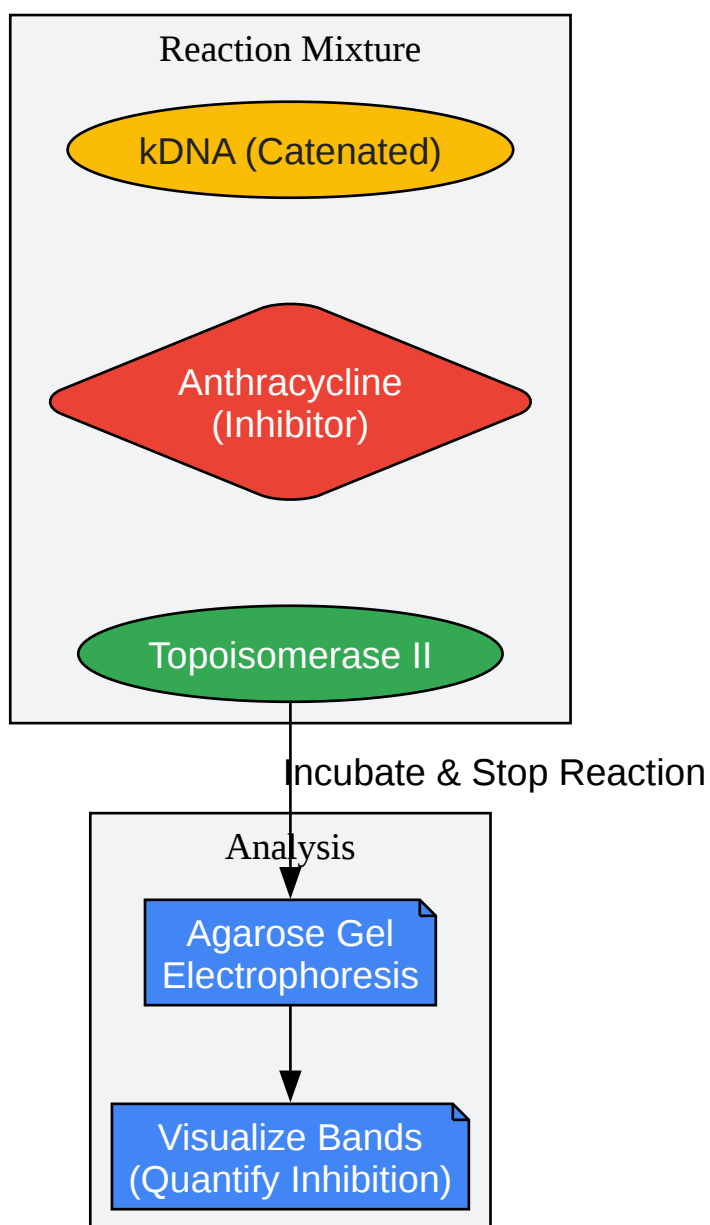 Reaction Mixture
kDNA (Catenated)
Anthracycline
(Inhibitor)
Topoisomerase II
Incubate & Stop Reaction
Analysis
Agarose Gel
Electrophoresis
Visualize Bands
(Quantify Inhibition)